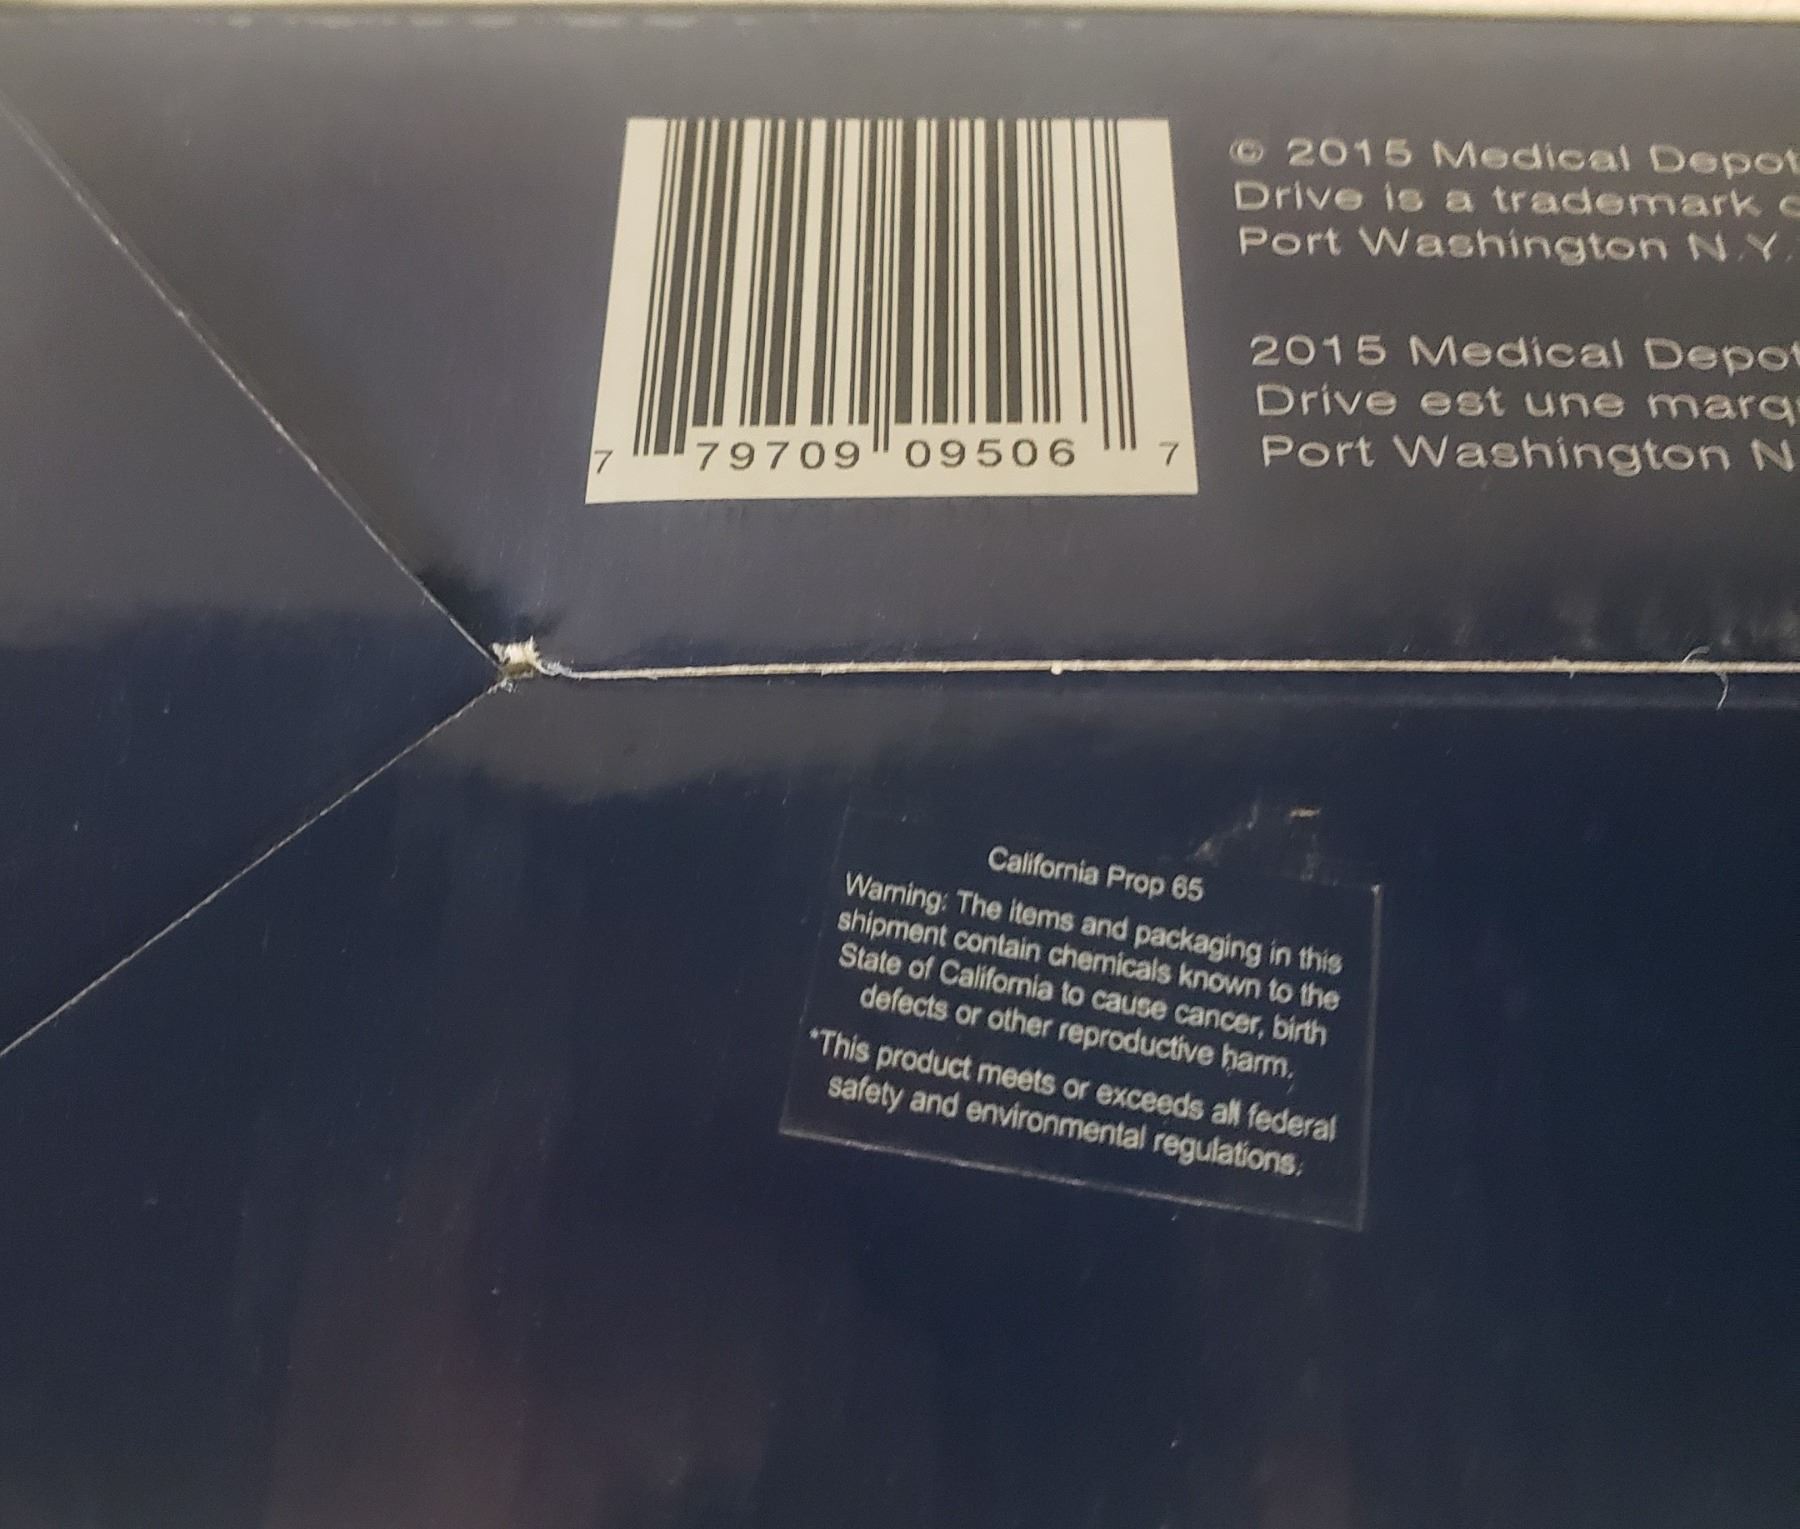 7 79709 09506 7
© 2015 Medical Depot
Drive is a trademark
Port Washington N.Y.
2015 Medical Depot
Drive est une
Port Washington N
California Prop 65
Warning: The items and packaging in this
shipment contain chemicals known to the
State of California to cause cancer, birth
defects or other reproductive harm.
*This product meets or exceeds all federal
safety and environmental regulations.